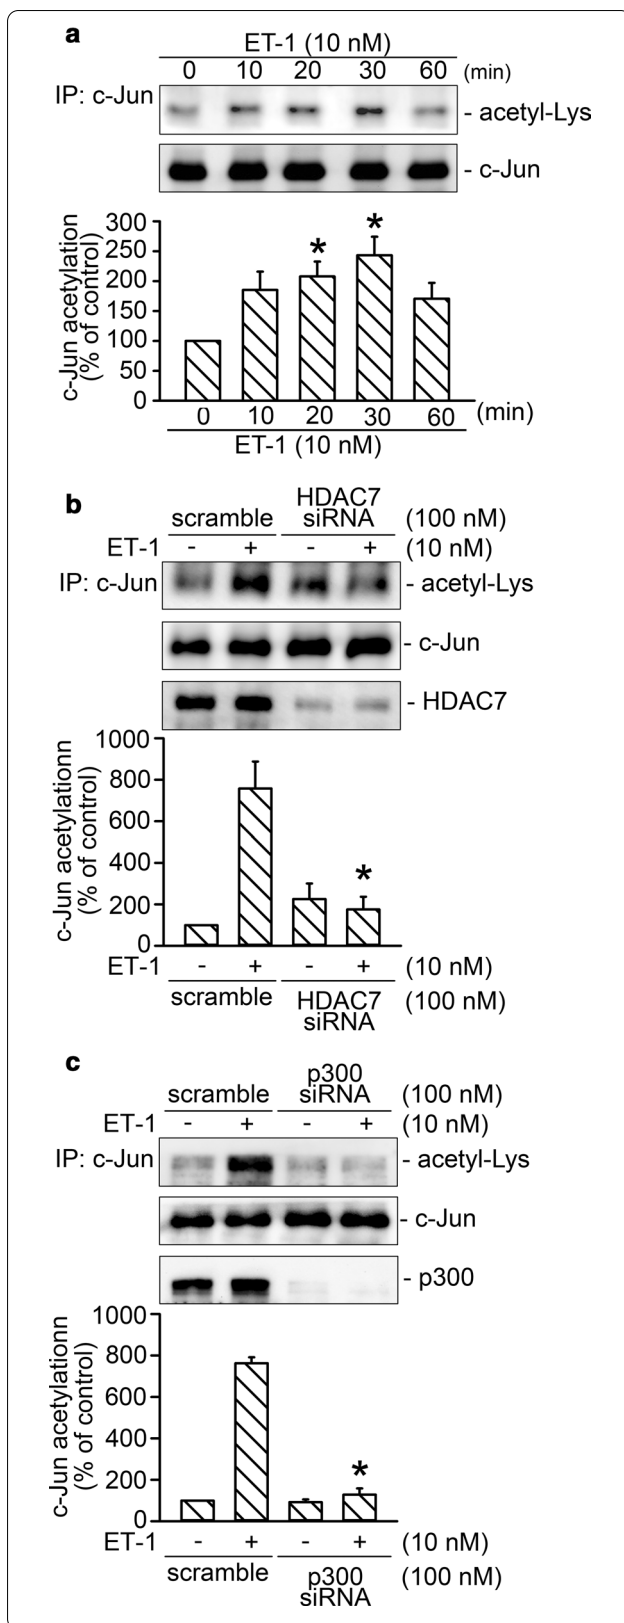 a
ET-1 (10 nM)
0 10 20 30 60 (min)
IP: c-Jun
- acetyl-Lys
- c-Jun
c-Jun acetylation
(% of control)
300
250
200
150
100
50
0
* *
0 10 20 30 60 (min)
ET-1 (10 nM)
b
scramble HDAC7 siRNA (100 nM)
ET-1 - + - + (10 nM)
IP: c-Jun - acetyl-Lys
- c-Jun
- HDAC7
c-Jun acetylationn
(% of control)
1000
800
600
400
200
0
*
ET-1 - + - + (10 nM)
scramble HDAC7 siRNA (100 nM)
c
scramble p300 siRNA (100 nM)
ET-1 - + - + (10 nM)
IP: c-Jun - acetyl-Lys
- c-Jun
- p300
c-Jun acetylationn
(% of control)
1000
800
600
400
200
0
*
ET-1 - + - + (10 nM)
scramble p300 siRNA (100 nM)